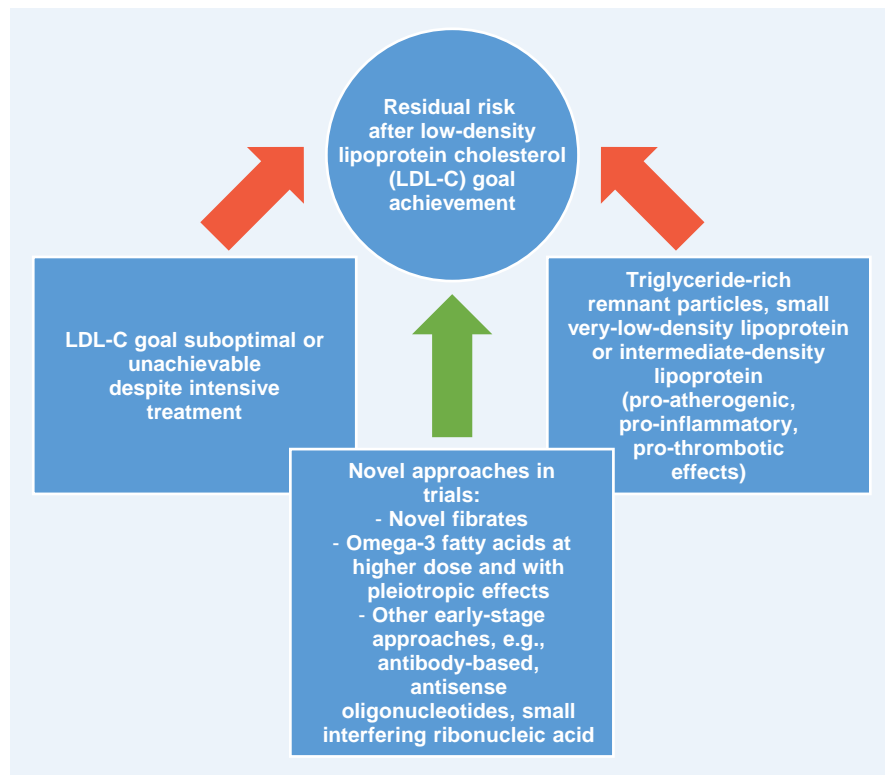 Residual risk
after low-density
lipoprotein cholesterol
(LDL-C) goal
achievement
LDL-C goal suboptimal or
unachievable
despite intensive
treatment
Triglyceride-rich
remnant particles, small
very-low-density lipoprotein
or intermediate-density
lipoprotein
(pro-atherogenic,
pro-inflammatory,
pro-thrombotic
effects)
Novel approaches in
trials:
- Novel fibrates
- Omega-3 fatty acids at
higher dose and with
pleiotropic effects
- Other early-stage
approaches, e.g.,
antibody-based,
antisense
oligonucleotides, small
interfering ribonucleic acid